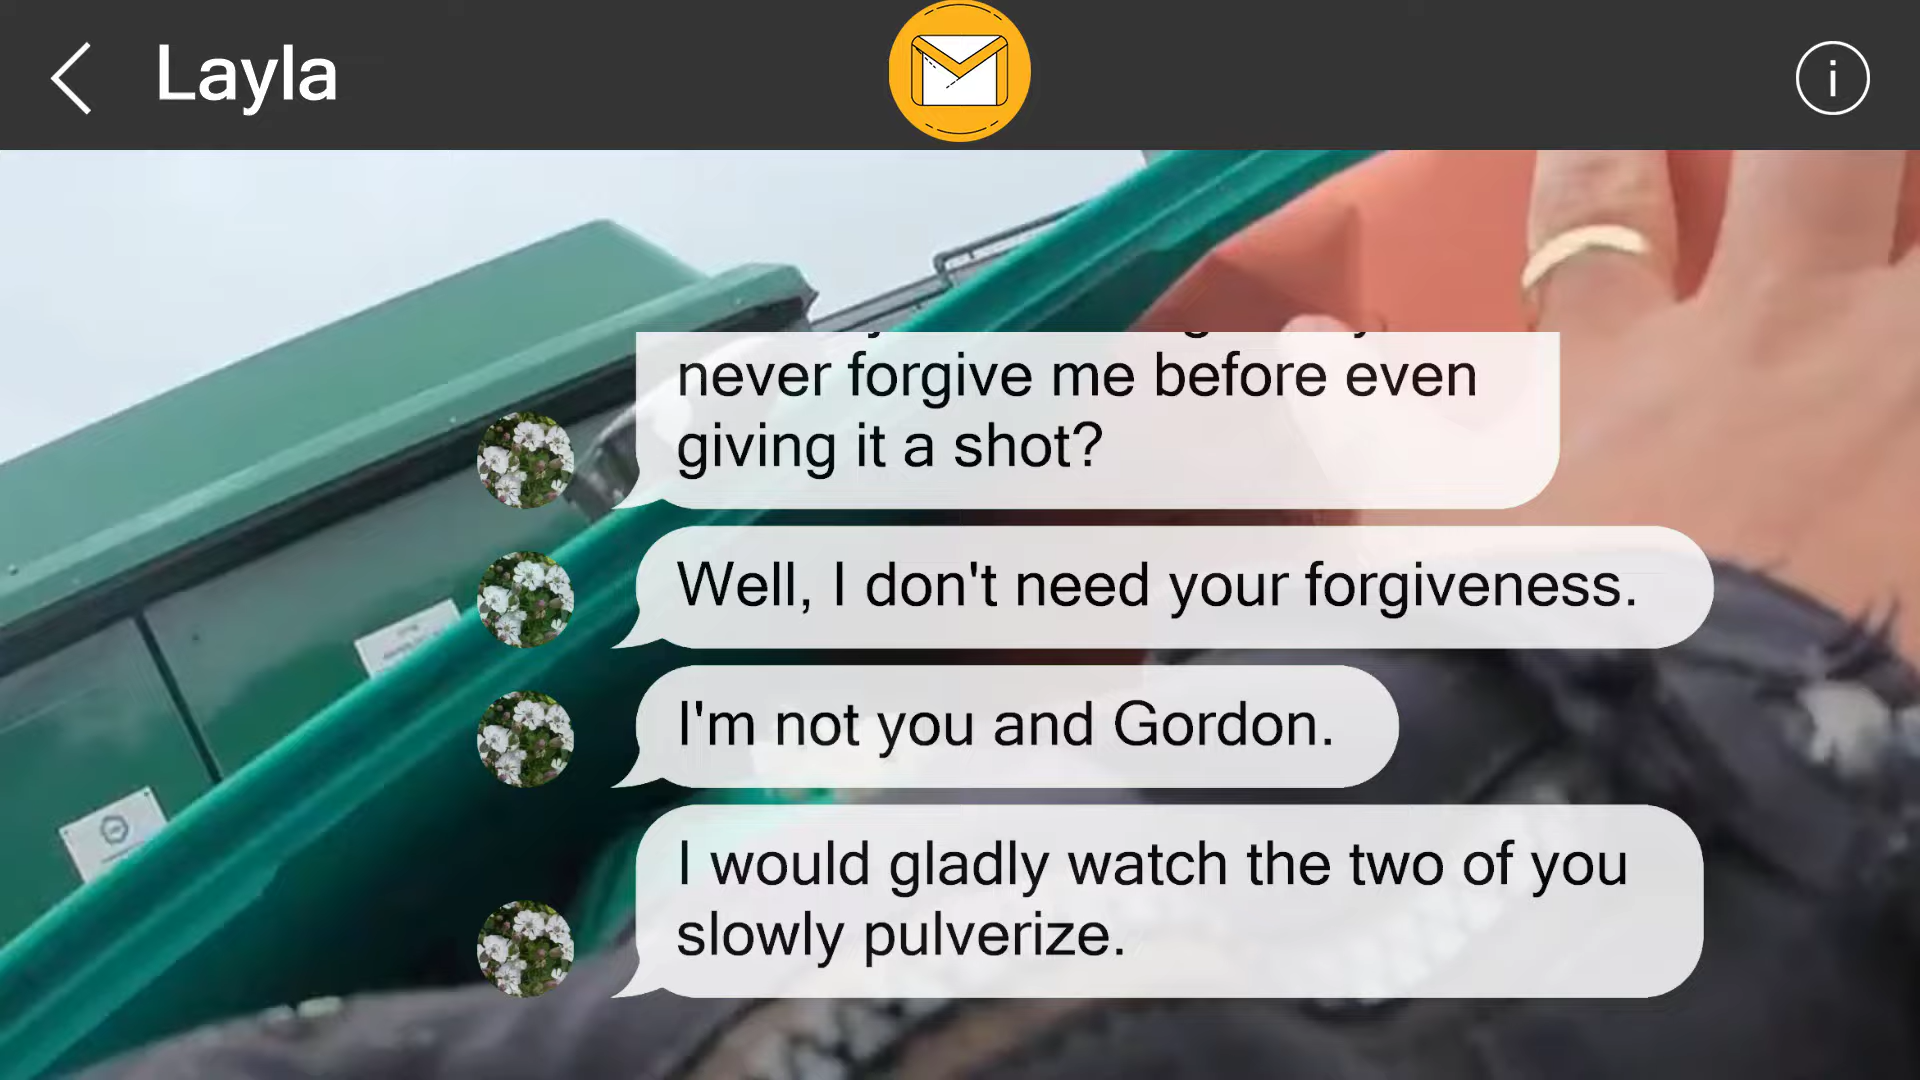 Layla
never forgive me before even
giving it a shot?
Well, I don't need your forgiveness.
I'm not you and Gordon.
I would gladly watch the two of you
slowly pulverize.